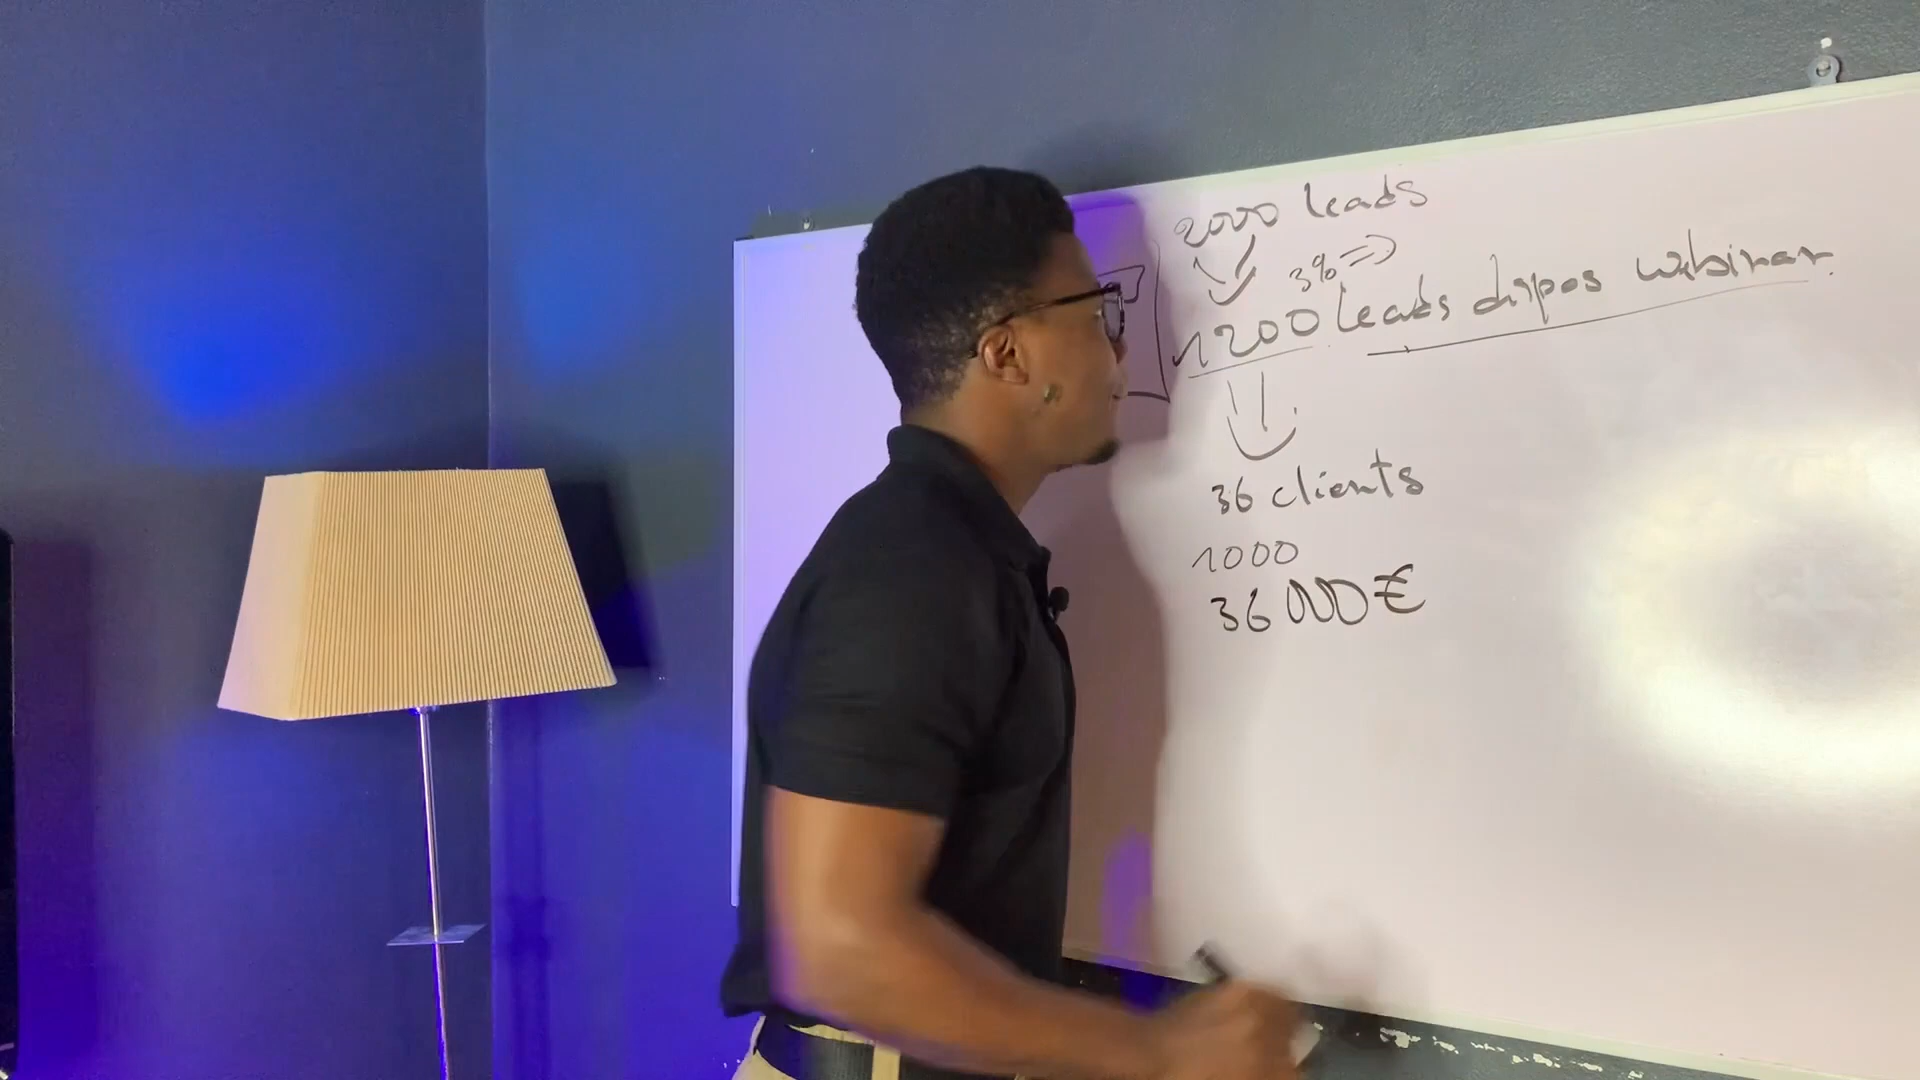 2000 leads
3% =>
1200 leads dispos webinar
36 clients
1000
36 000 €